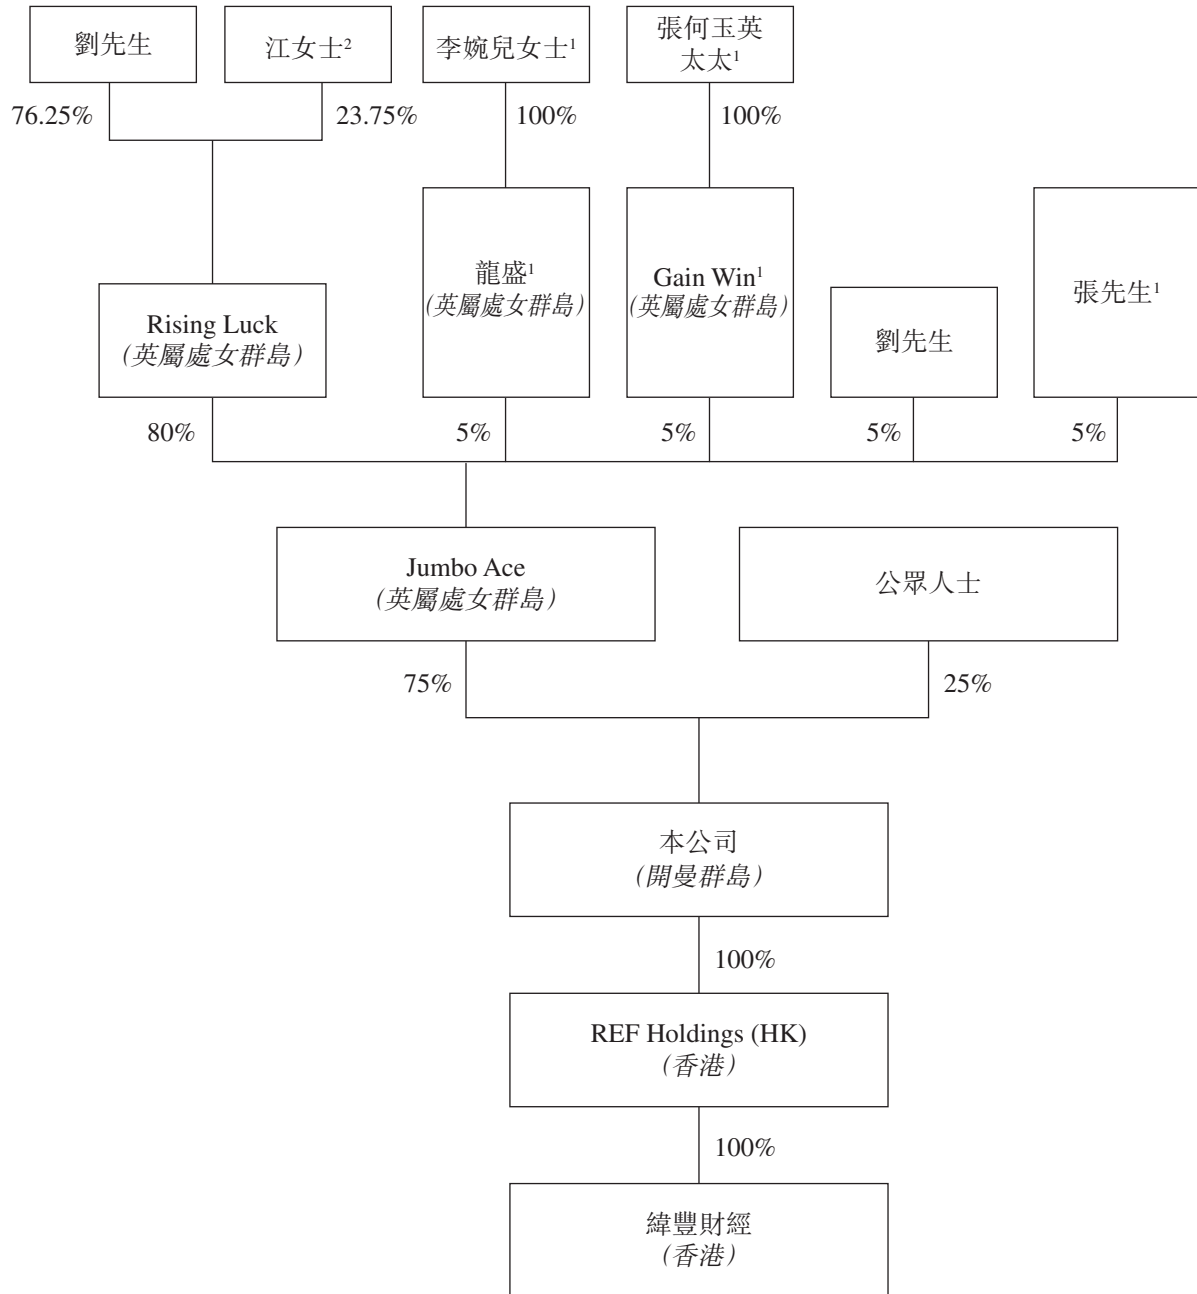 劉先生
江女士²
李婉兒女士¹
張何玉英
太太¹
76.25%
23.75%
100%
100%
Rising Luck
(英屬處女群島)
龍盛¹
(英屬處女群島)
Gain Win¹
(英屬處女群島)
劉先生
張先生¹
80%
5%
5%
5%
5%
Jumbo Ace
(英屬處女群島)
公眾人士
75%
25%
本公司
(開曼群島)
100%
REF Holdings (HK)
(香港)
100%
緯豐財經
(香港)